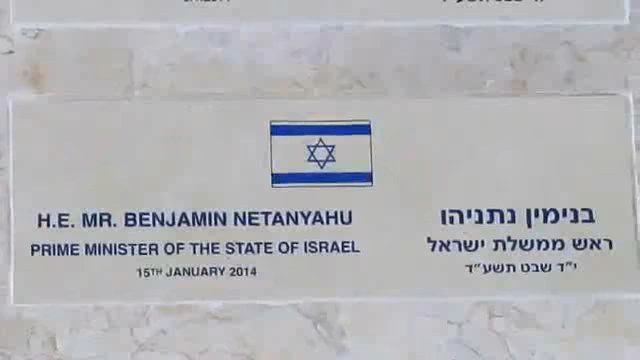 H.E. MR. BENJAMIN NETANYAHU
PRIME MINISTER OF THE STATE OF ISRAEL
15TH JANUARY 2014
בנימין נתניהו
ראש ממשלת ישראל
י"ד שבט תשע"ד